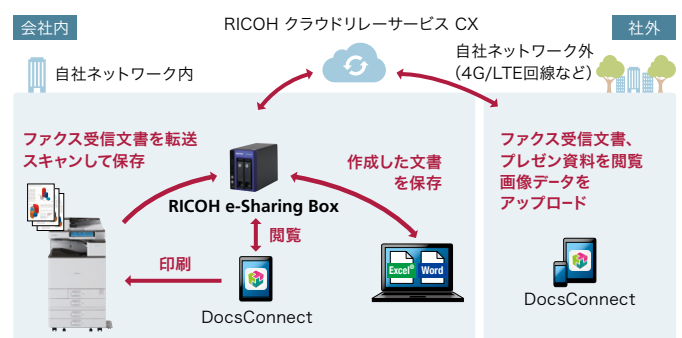 会社内
RICOH クラウドリレーサービス CX
社外
自社ネットワーク内
自社ネットワーク外
（4G/LTE回線など）
ファクス受信文書を転送
スキャンして保存
作成した文書
を保存
ファクス受信文書、
プレゼン資料を閲覧
画像データを
アップロード
RICOH e-Sharing Box
閲覧
印刷
Excel Word
DocsConnect
DocsConnect